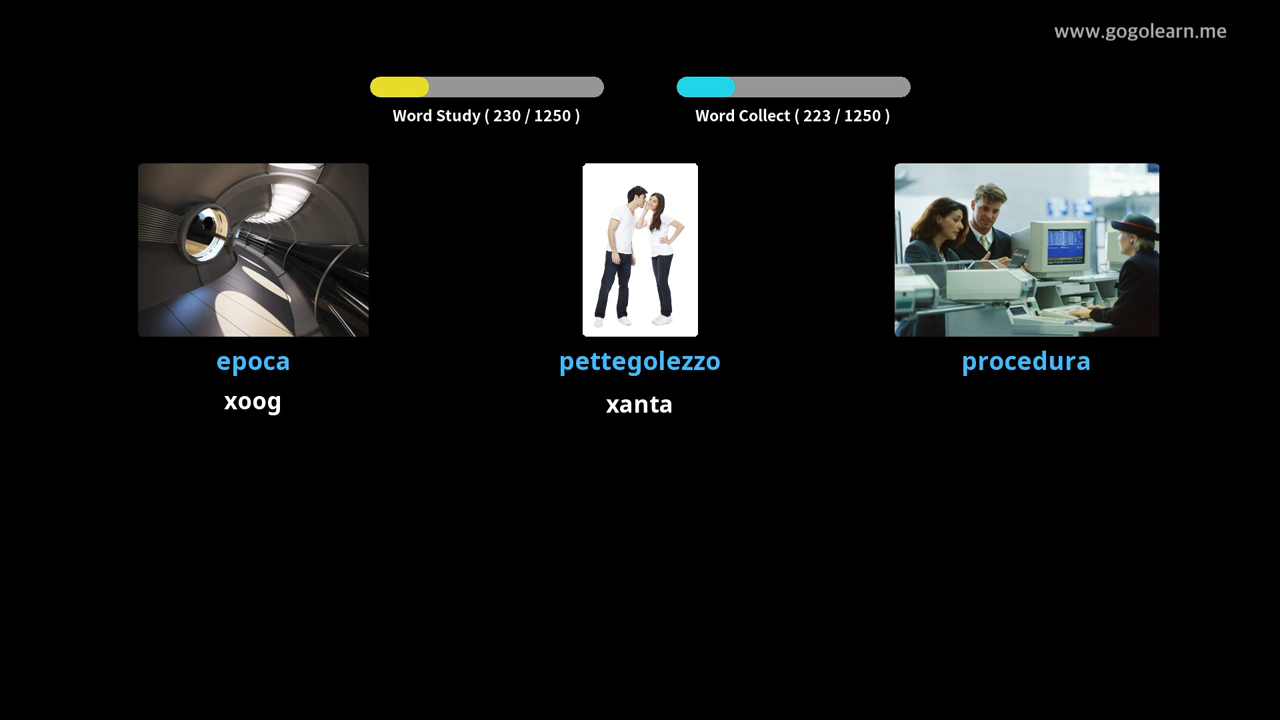 www.gogolearn.me
Word Study ( 230 / 1250 )
Word Collect ( 223 / 1250 )
epoca
pettegolezzo
procedura
xoog
xanta